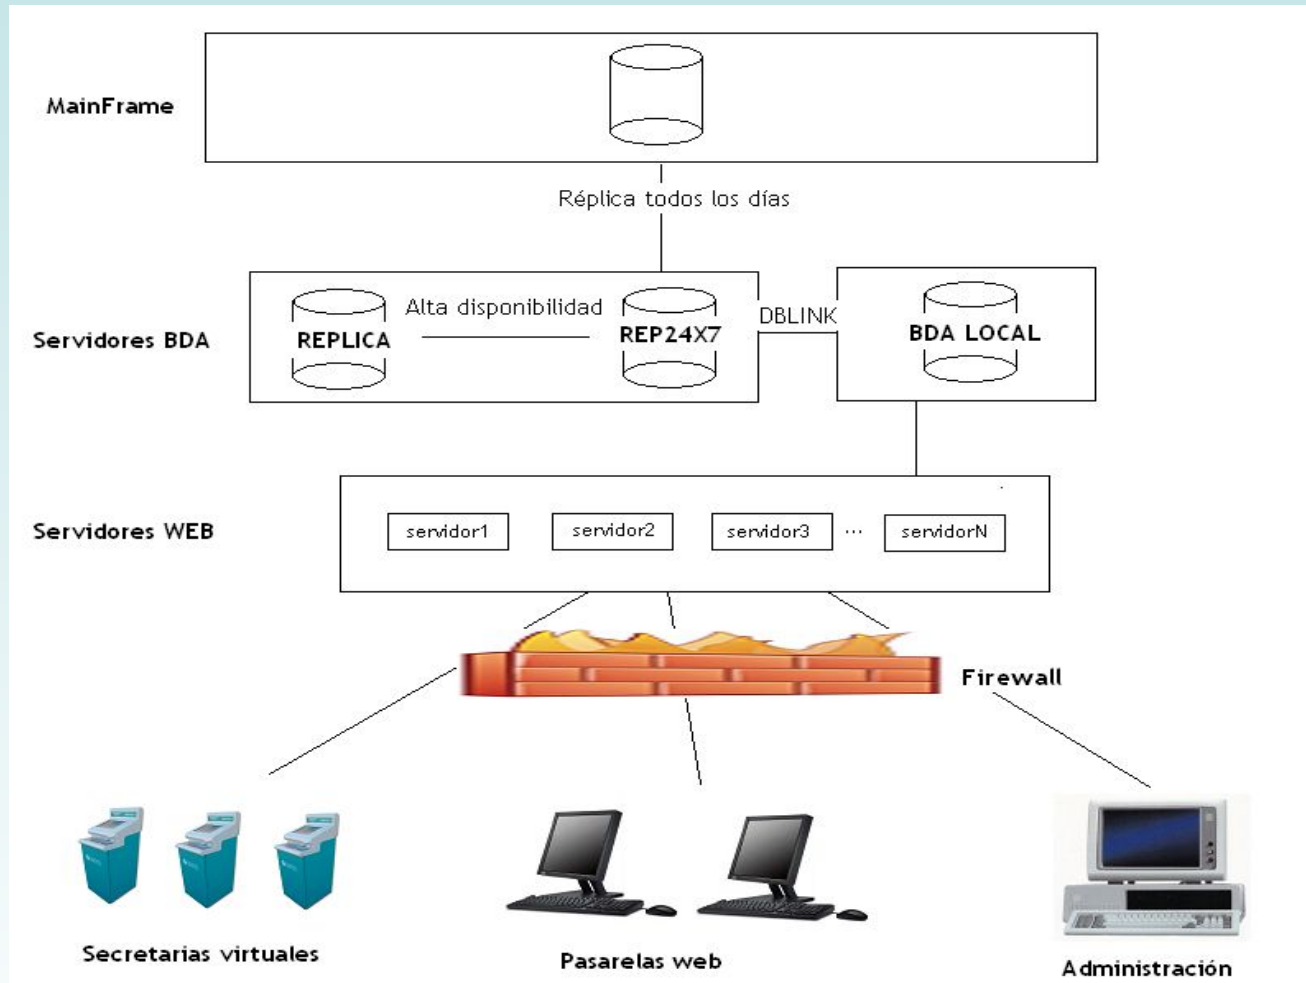 MainFrame
Réplica todos los días
Servidores BDA
REPLICA
Alta disponibilidad
REP24X7
DBLINK
BDA LOCAL
Servidores WEB
servidor1
servidor2
servidor3
...
servidorN
Firewall
Secretarias virtuales
Pasarelas web
Administración